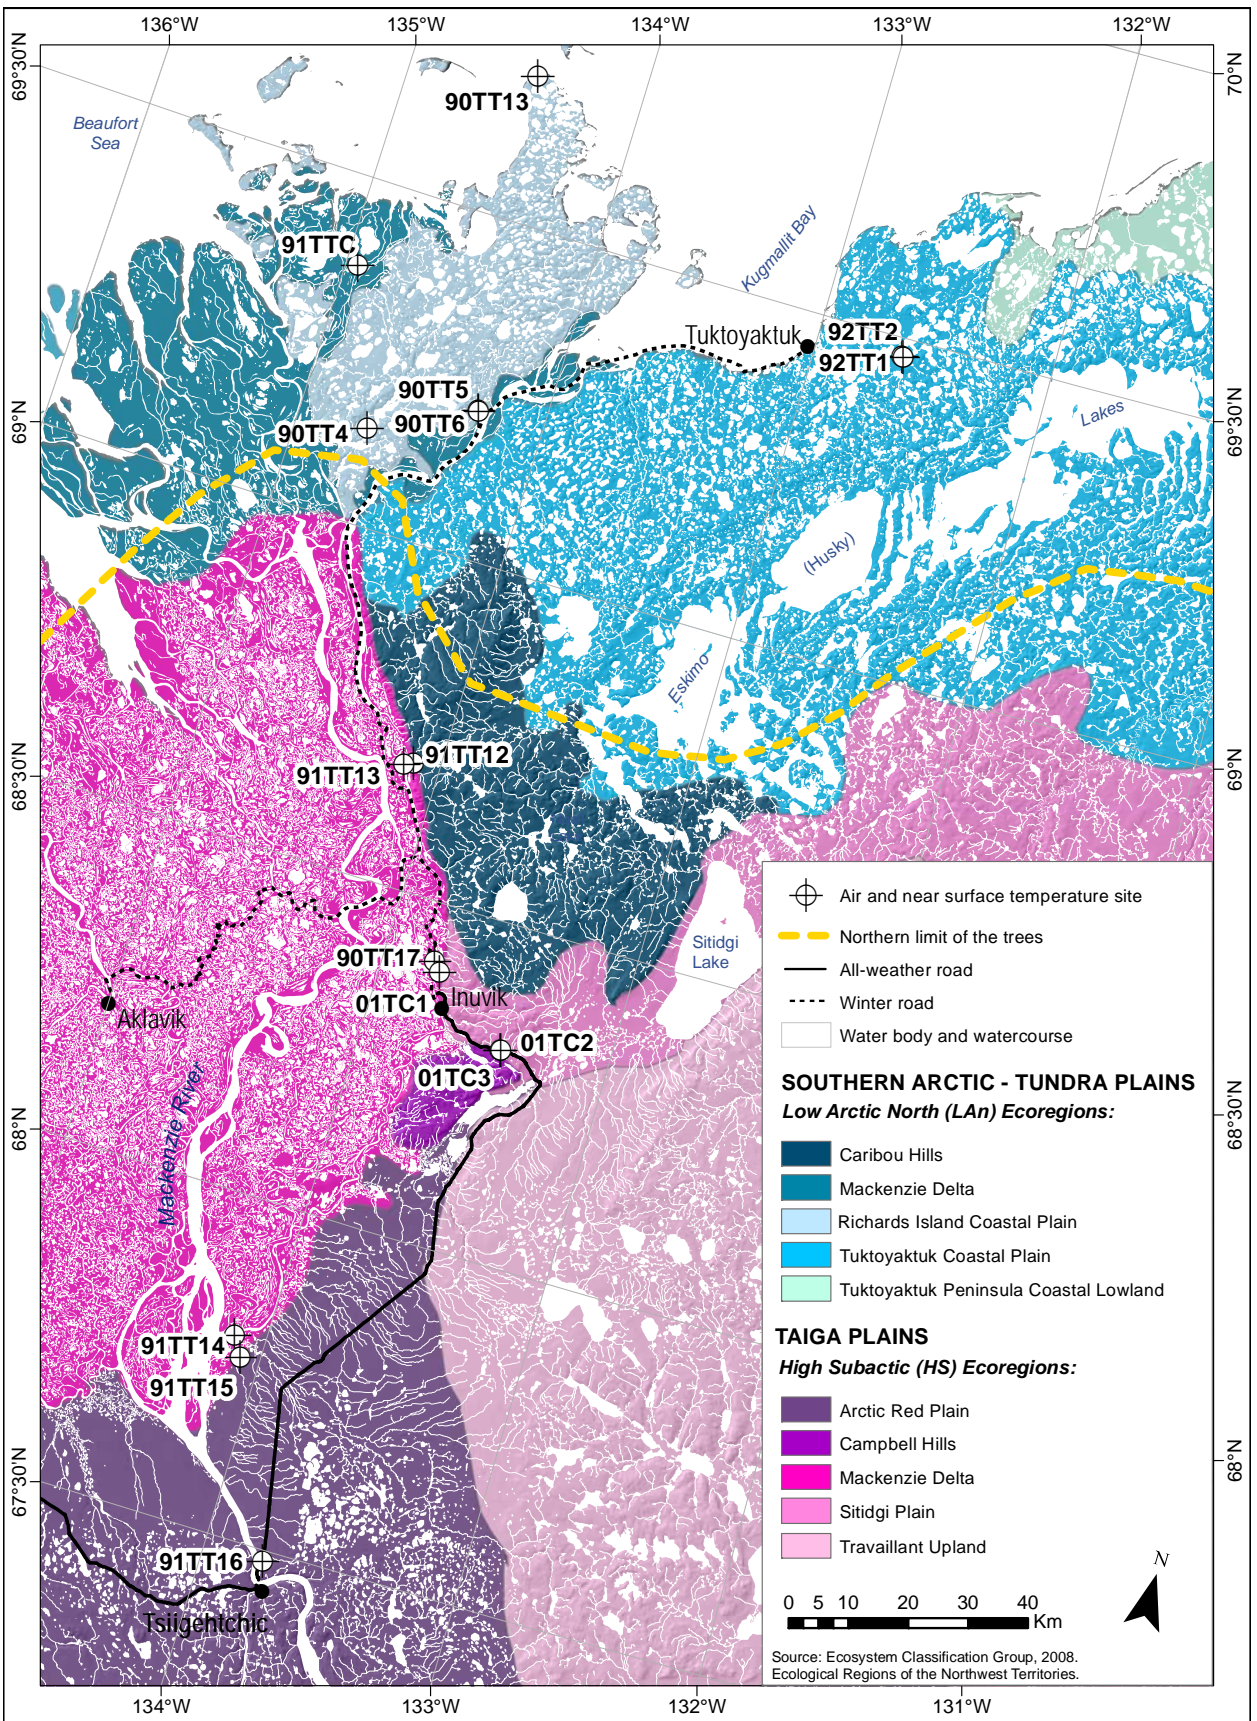 136°W
135°W
134°W
133°W
132°W
69°30'N
70°N
90TT13
Beaufort
Sea
Kugmallit Bay
91TTC
Tuktoyaktuk
92TT2
92TT1
90TT5
90TT6
90TT4
Lakes
69°N
69°30'N
(Husky)
Eskimo
91TT12
91TT13
68°30'N
69°N
Sitidgi
Lake
90TT17
01TC1
Inuvik
Aklavik
01TC2
01TC3
Mackenzie River
68°N
68°30'N
91TT14
91TT15
67°30'N
68°N
91TT16
Tsiigehtchic
Air and near surface temperature site
Northern limit of the trees
All-weather road
Winter road
Water body and watercourse
SOUTHERN ARCTIC - TUNDRA PLAINS
Low Arctic North (LAn) Ecoregions:
Caribou Hills
Mackenzie Delta
Richards Island Coastal Plain
Tuktoyaktuk Coastal Plain
Tuktoyaktuk Peninsula Coastal Lowland
TAIGA PLAINS
High Subactic (HS) Ecoregions:
Arctic Red Plain
Campbell Hills
Mackenzie Delta
Sitidgi Plain
Travaillant Upland
N
0 5 10 20 30 40
Km
Source: Ecosystem Classification Group, 2008.
Ecological Regions of the Northwest Territories.
134°W
133°W
132°W
131°W